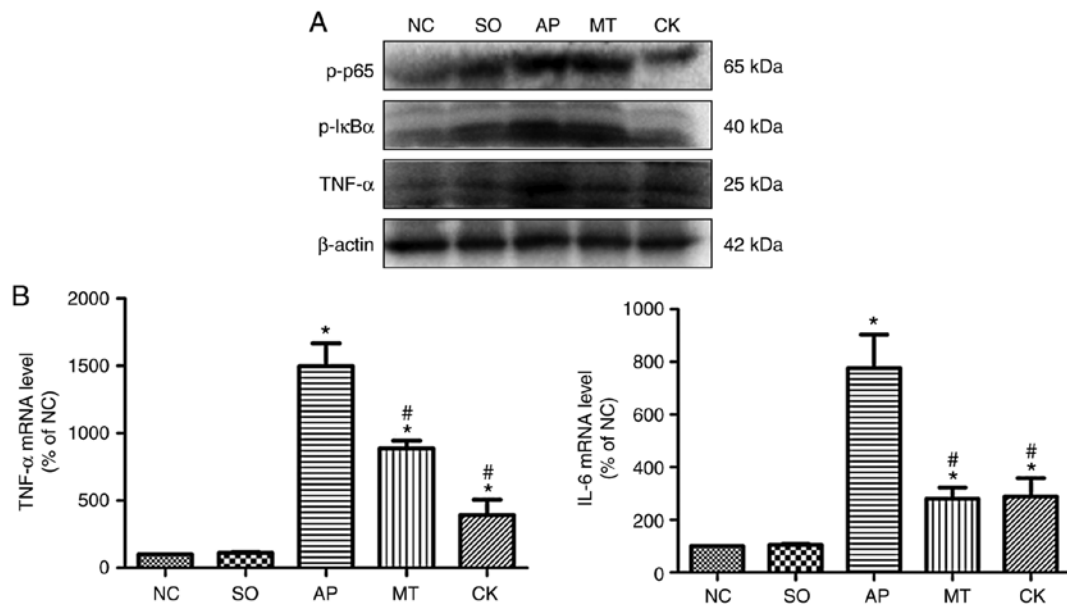 A
NC SO AP MT CK
p-p65 65 kDa
p-IκBα 40 kDa
TNF-α 25 kDa
β-actin 42 kDa
B
TNF-α mRNA level
(% of NC)
2000
1500
1000
500
0
*
#
*
#
*
NC SO AP MT CK
IL-6 mRNA level
(% of NC)
1000
800
600
400
200
0
*
#
*
#
*
NC SO AP MT CK